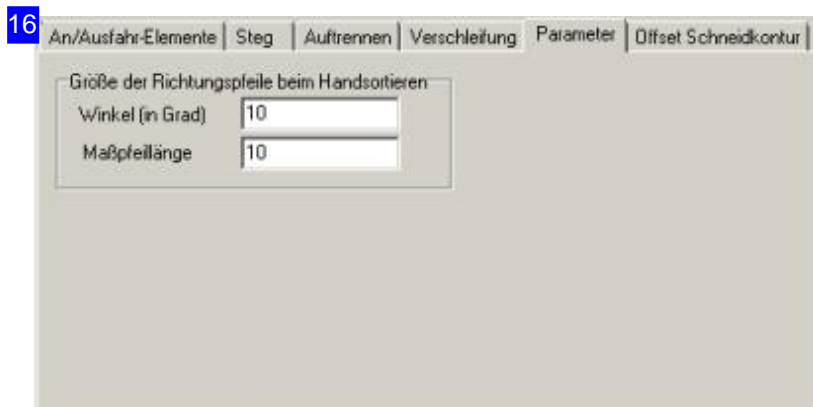 16
An/Ausfahr-Elemente Steg Auftrennen Verschleifung Parameter Offset Schneidkontur
Größe der Richtungspfeile beim Handsortieren
Winkel (in Grad) 10
Maßpfeillänge 10